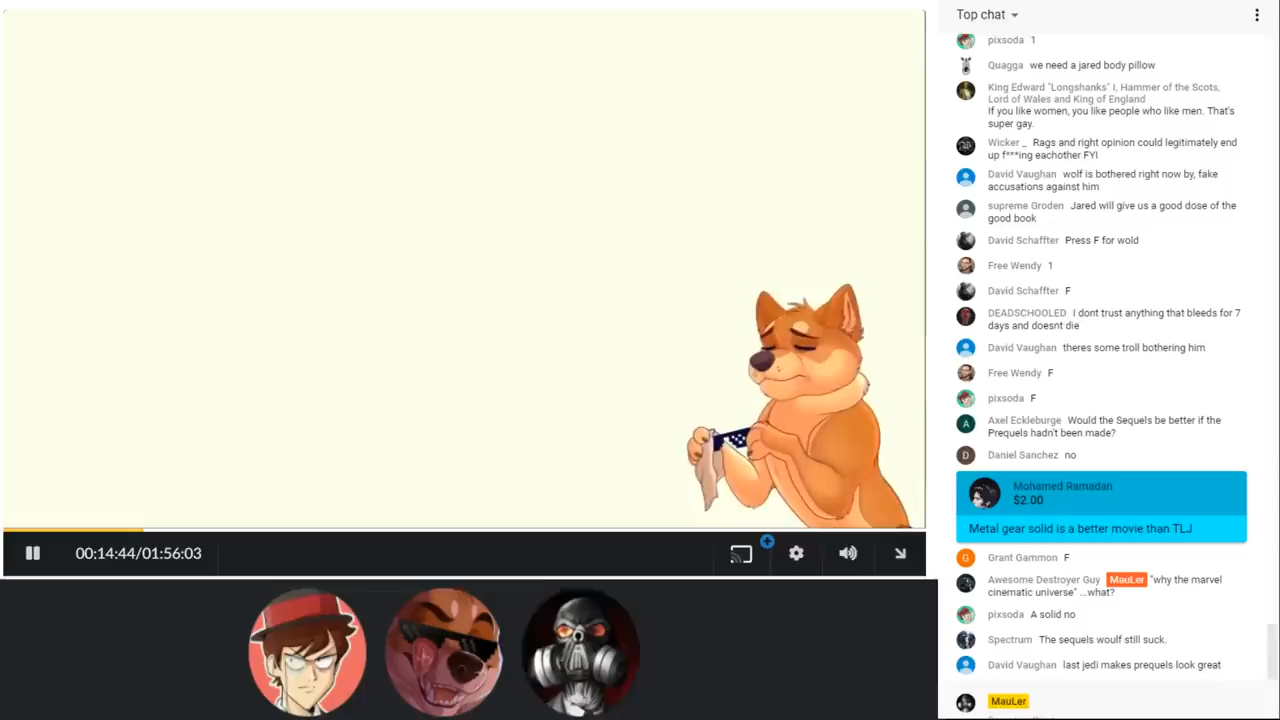 Top chat
pixsoda 1
Quagga we need a jared body pillow
King Edward "Longshanks" I, Hammer of the Scots,
Lord of Wales and King of England
If you like women, you like people who like men. That's
super gay.
Wicker _ Rags and right opinion could legitimately end
up f***ing eachother FYI
David Vaughan wolf is bothered right now by, fake
accusations against him
supreme Groden Jared will give us a good dose of the
good book
David Schaffter Press F for wold
Free Wendy 1
David Schaffter F
DEADSCHOOLED I dont trust anything that bleeds for 7
days and doesnt die
David Vaughan theres some troll bothering him
Free Wendy F
pixsoda F
Axel Eckleburge Would the Sequels be better if the
Prequels hadn't been made?
Daniel Sanchez no
Mohamed Ramadan
$2.00
Metal gear solid is a better movie than TLJ
Grant Gammon F
Awesome Destroyer Guy MauLer "why the marvel
cinematic universe" ...what?
pixsoda A solid no
Spectrum The sequels woulf still suck.
David Vaughan last jedi makes prequels look great
MauLer
00:14:44/01:56:03